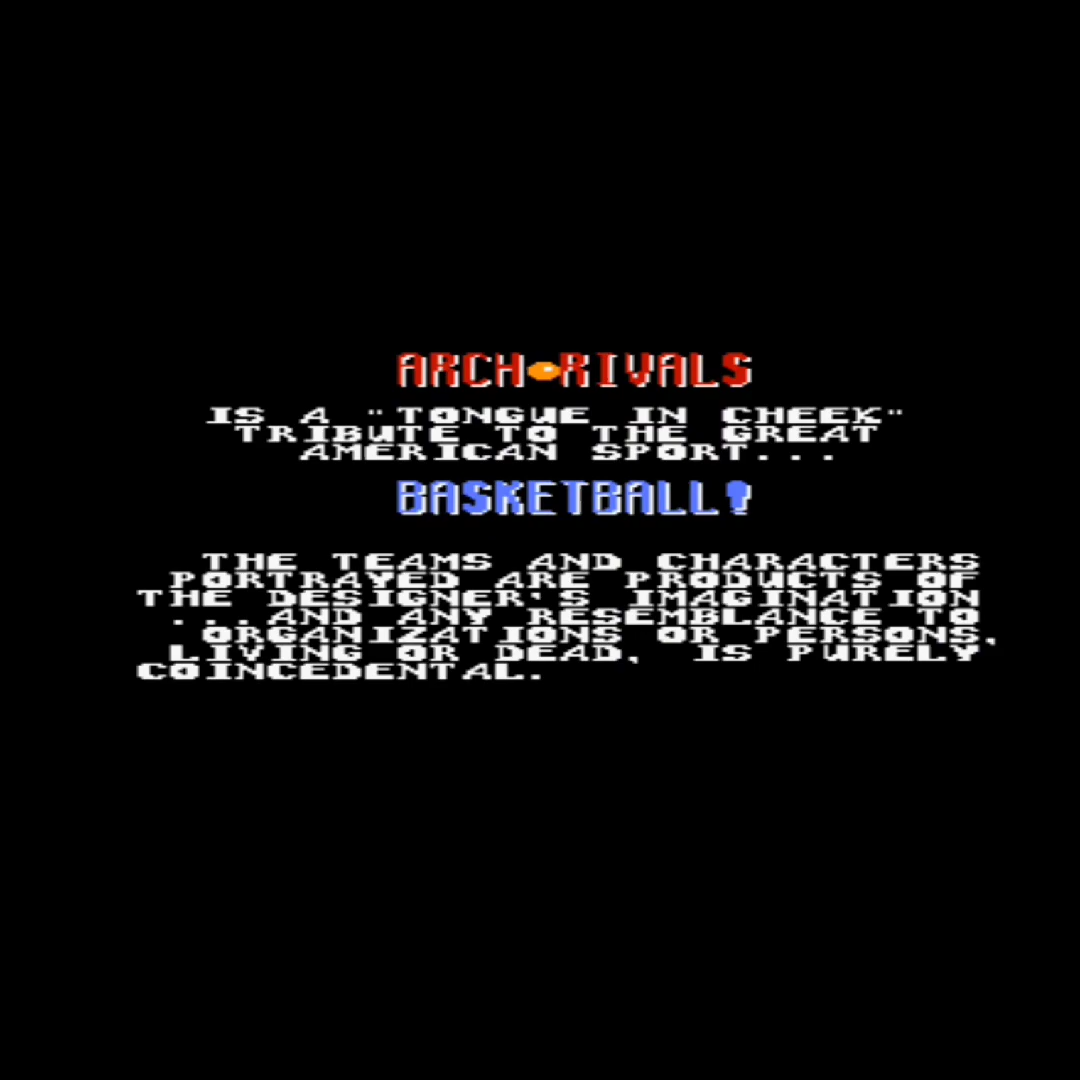 ARCH RIVALS
IS A "TONGUE IN CHEEK"
TRIBUTE TO THE GREAT
AMERICAN SPORT...
BASKETBALL!
THE TEAMS AND CHARACTERS
PORTRAYED ARE PRODUCTS OF
THE DESIGNER'S IMAGINATION
...AND ANY RESEMBLANCE TO
ORGANIZATIONS OR PERSONS,
LIVING OR DEAD, IS PURELY
COINCEDENTAL.